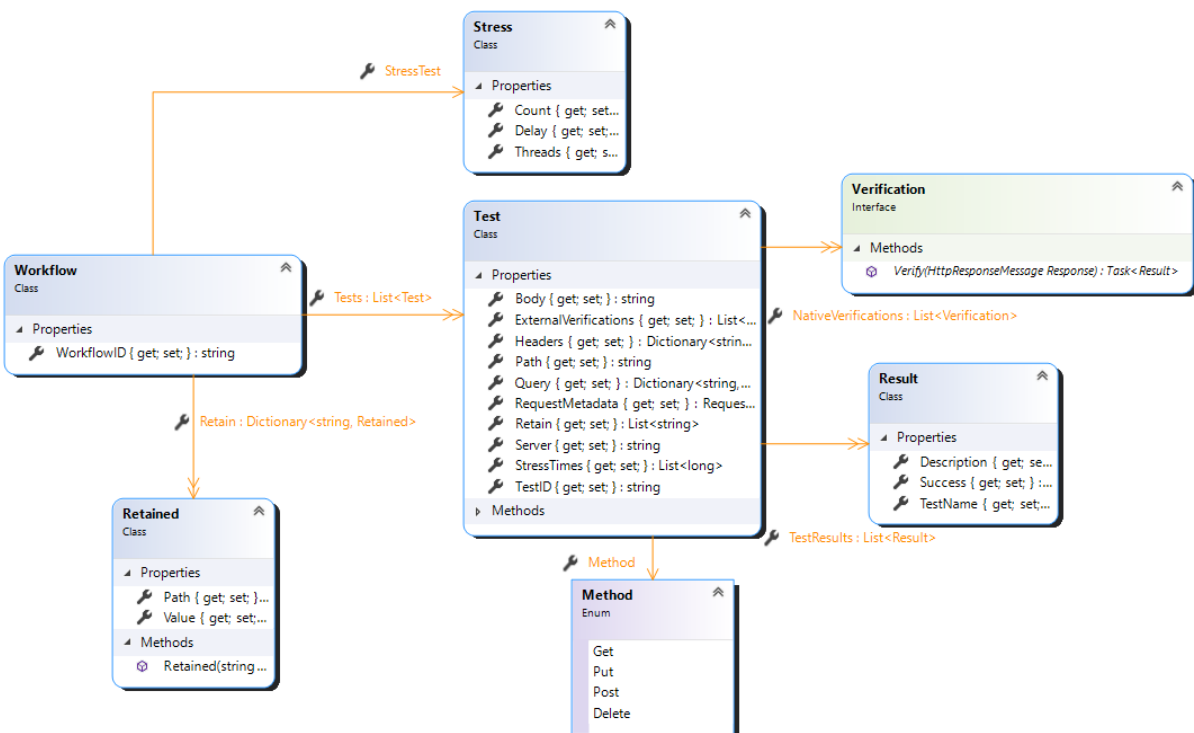 Stress
Class
Properties
Count { get; set...
Delay { get; set;...
Threads { get; s...
StressTest
Verification
Interface
Methods
Verify(HttpResponseMessage Response) : Task<Result>
Test
Class
Properties
Body { get; set; } : string
ExternalVerifications { get; set; } : List<...
Headers { get; set; } : Dictionary<strin...
Path { get; set; } : string
Query { get; set; } : Dictionary<string,...
RequestMetadata { get; set; } : Reques...
Retain { get; set; } : List<string>
Server { get; set; } : string
StressTimes { get; set; } : List<long>
TestID { get; set; } : string
Methods
Workflow
Class
Properties
WorkflowID { get; set; } : string
Tests : List<Test>
NativeVerifications : List<Verification>
Result
Class
Properties
Description { get; se...
Success { get; set; } :...
TestName { get; set;...
Retain : Dictionary<string, Retained>
TestResults : List<Result>
Retained
Class
Properties
Path { get; set; }...
Value { get; set;...
Methods
Retained(string ...
Method
Method
Enum
Get
Put
Post
Delete